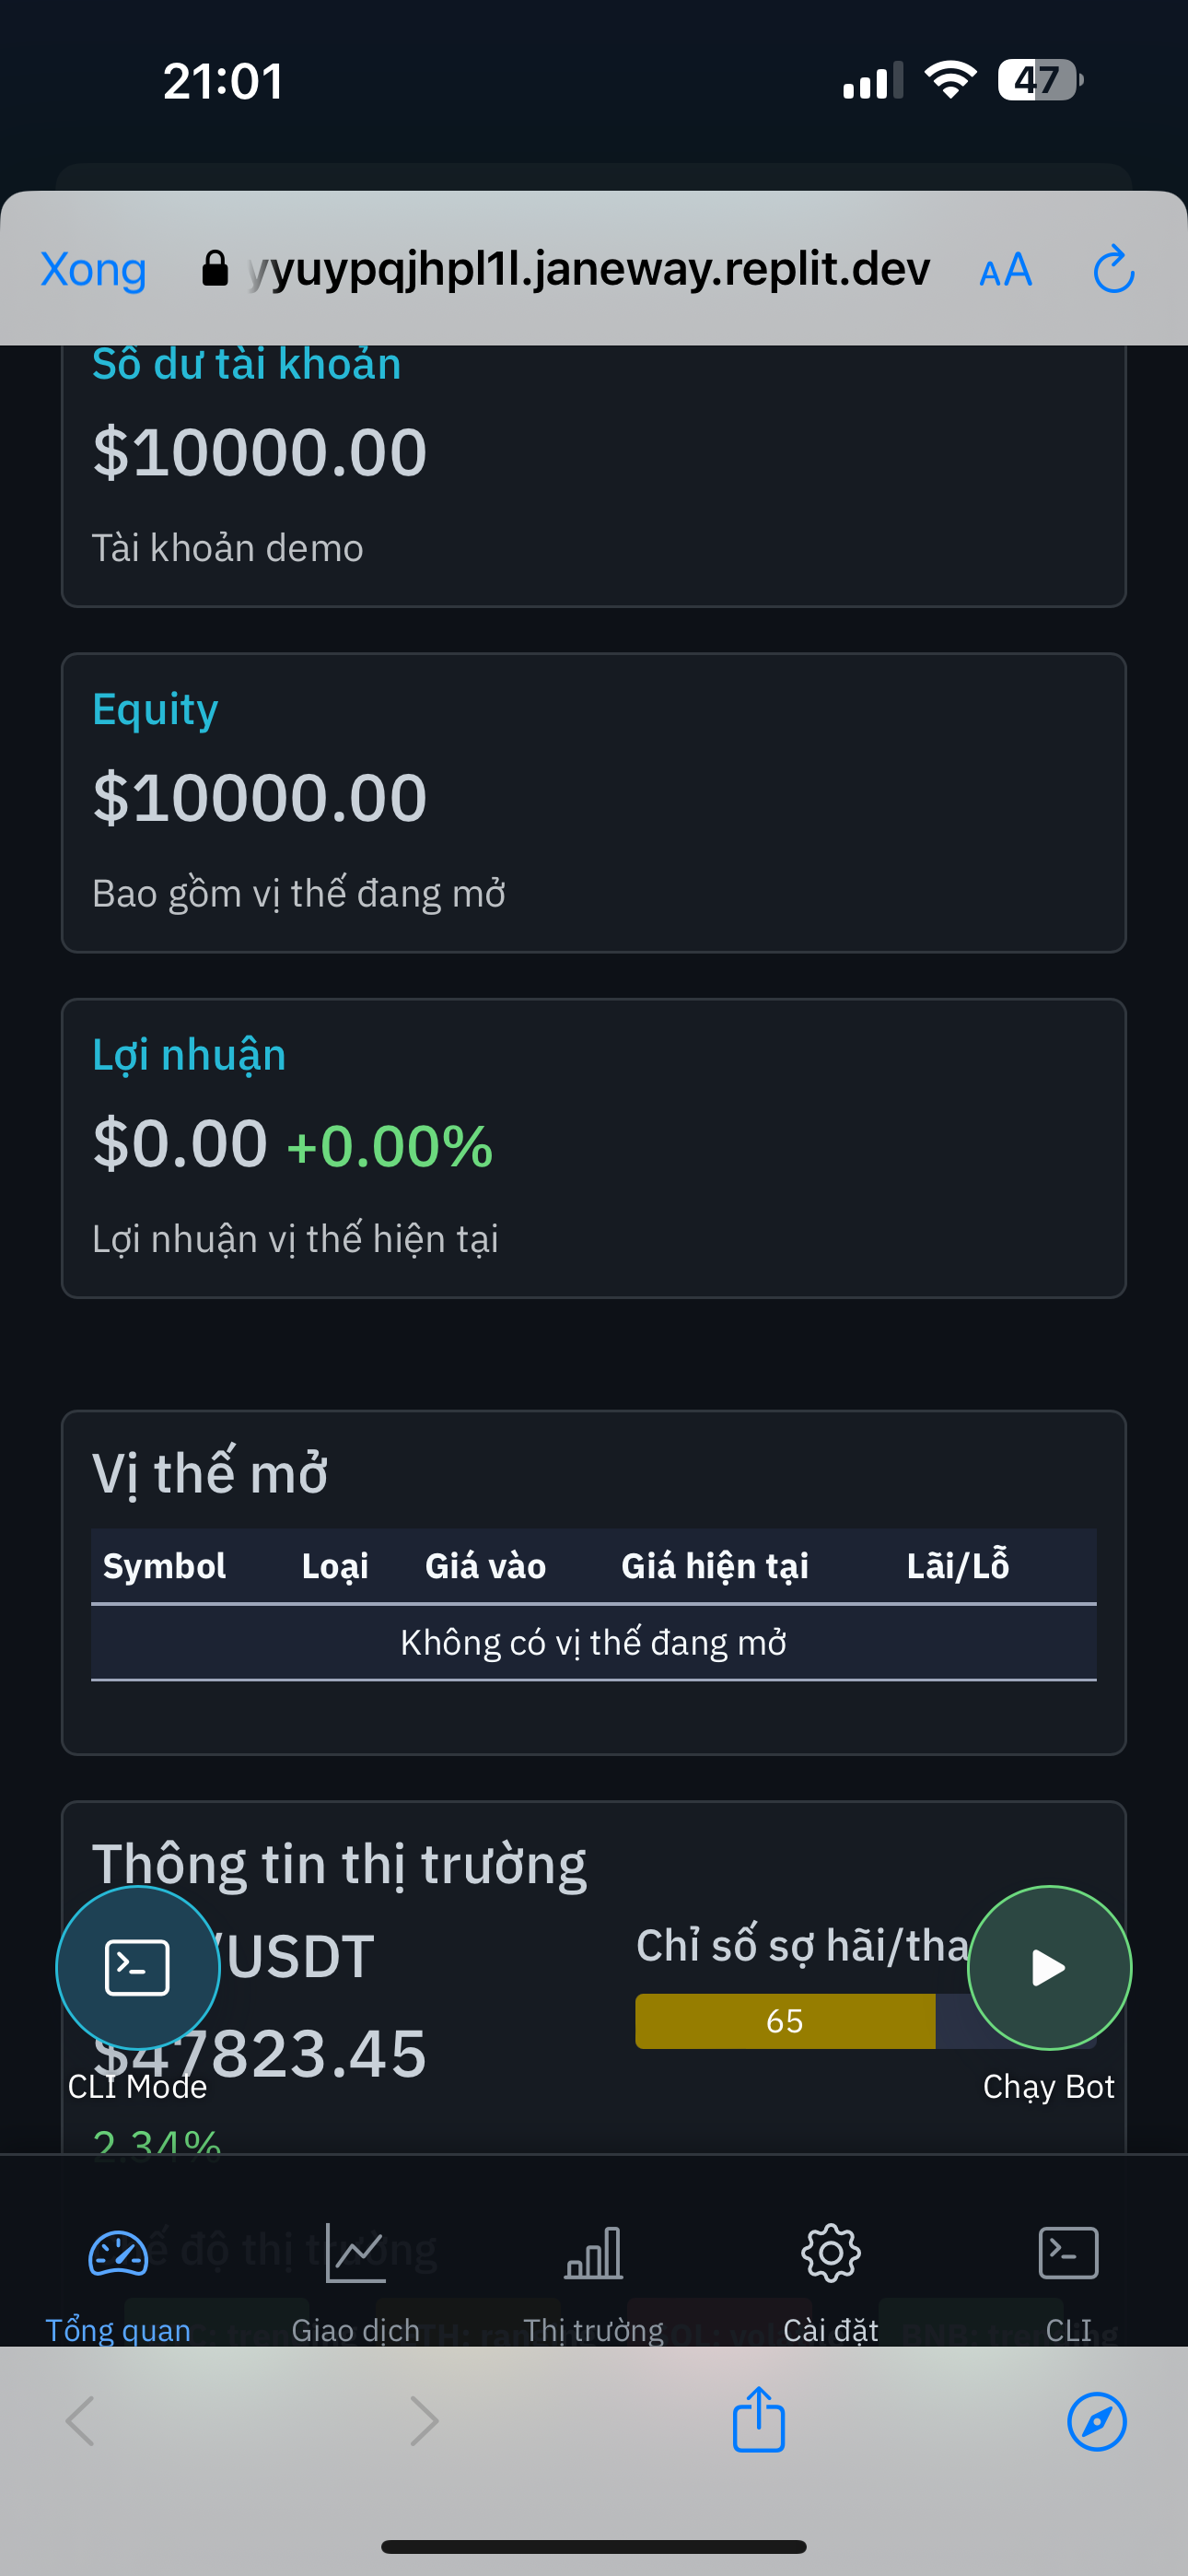 21:01
47
Xong
yyuypqjhpl1l.janeway.replit.dev
AA
Số dư tài khoản
$10000.00
Tài khoản demo
Equity
$10000.00
Bao gồm vị thế đang mở
Lợi nhuận
$0.00 +0.00%
Lợi nhuận vị thế hiện tại
Vị thế mở
Symbol Loại Giá vào Giá hiện tại Lãi/Lỗ
Không có vị thế đang mở
Thông tin thị trường
/USDT
Chỉ số sợ hãi/tha
65
$47823.45
CLI Mode
Chạy Bot
2.34%
độ thị trường
Tổng quan Giao dịch Thị trường Cài đặt CLI